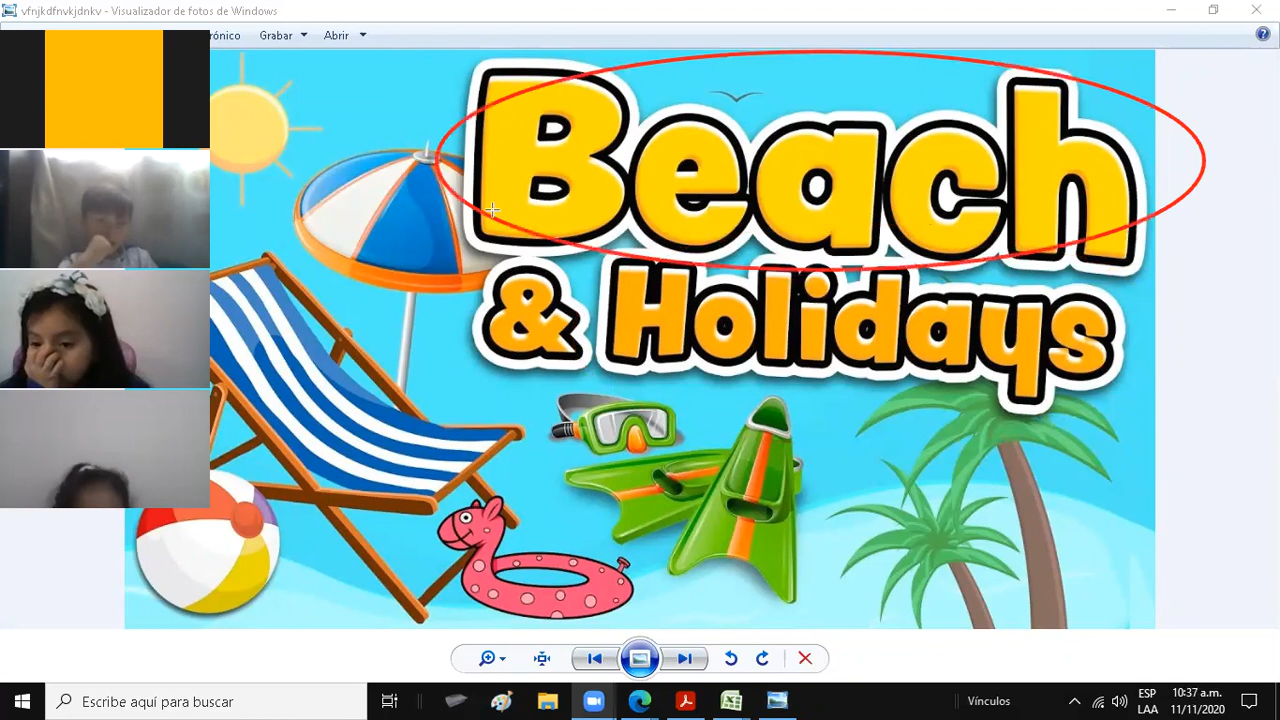 vfnjkdfnvkjdnkv - Visualizador de fotos de Windows
rónico Grabar Abrir
Beach
& Holidays
Escribe aquí para buscar
Vínculos
ESP
LAA
10:37 a.m.
11/11/2020